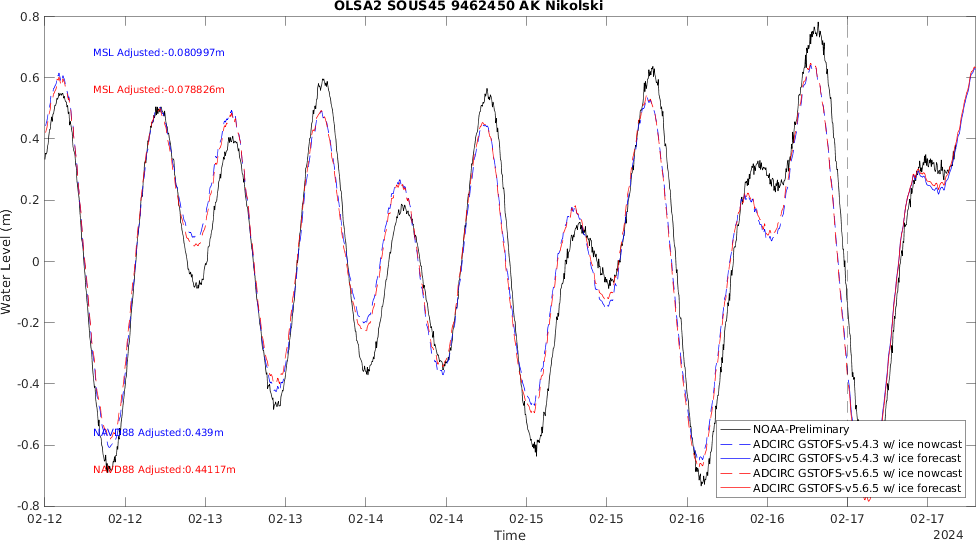 OLSA2 SOUS45 9462450 AK Nikolski
0.8
0.6
0.4
0.2
0
-0.2
-0.4
-0.6
-0.8
Water Level (m)
MSL Adjusted:-0.080997m
MSL Adjusted:-0.078826m
NAVD88 Adjusted:0.439m
NAVD88 Adjusted:0.44117m
NOAA-Preliminary
ADCIRC GSTOFS-v5.4.3 w/ ice nowcast
ADCIRC GSTOFS-v5.4.3 w/ ice forecast
ADCIRC GSTOFS-v5.6.5 w/ ice nowcast
ADCIRC GSTOFS-v5.6.5 w/ ice forecast
02-12 02-12 02-13 02-13 02-14 02-14 02-15 02-15 02-16 02-16 02-17 02-17
Time
2024